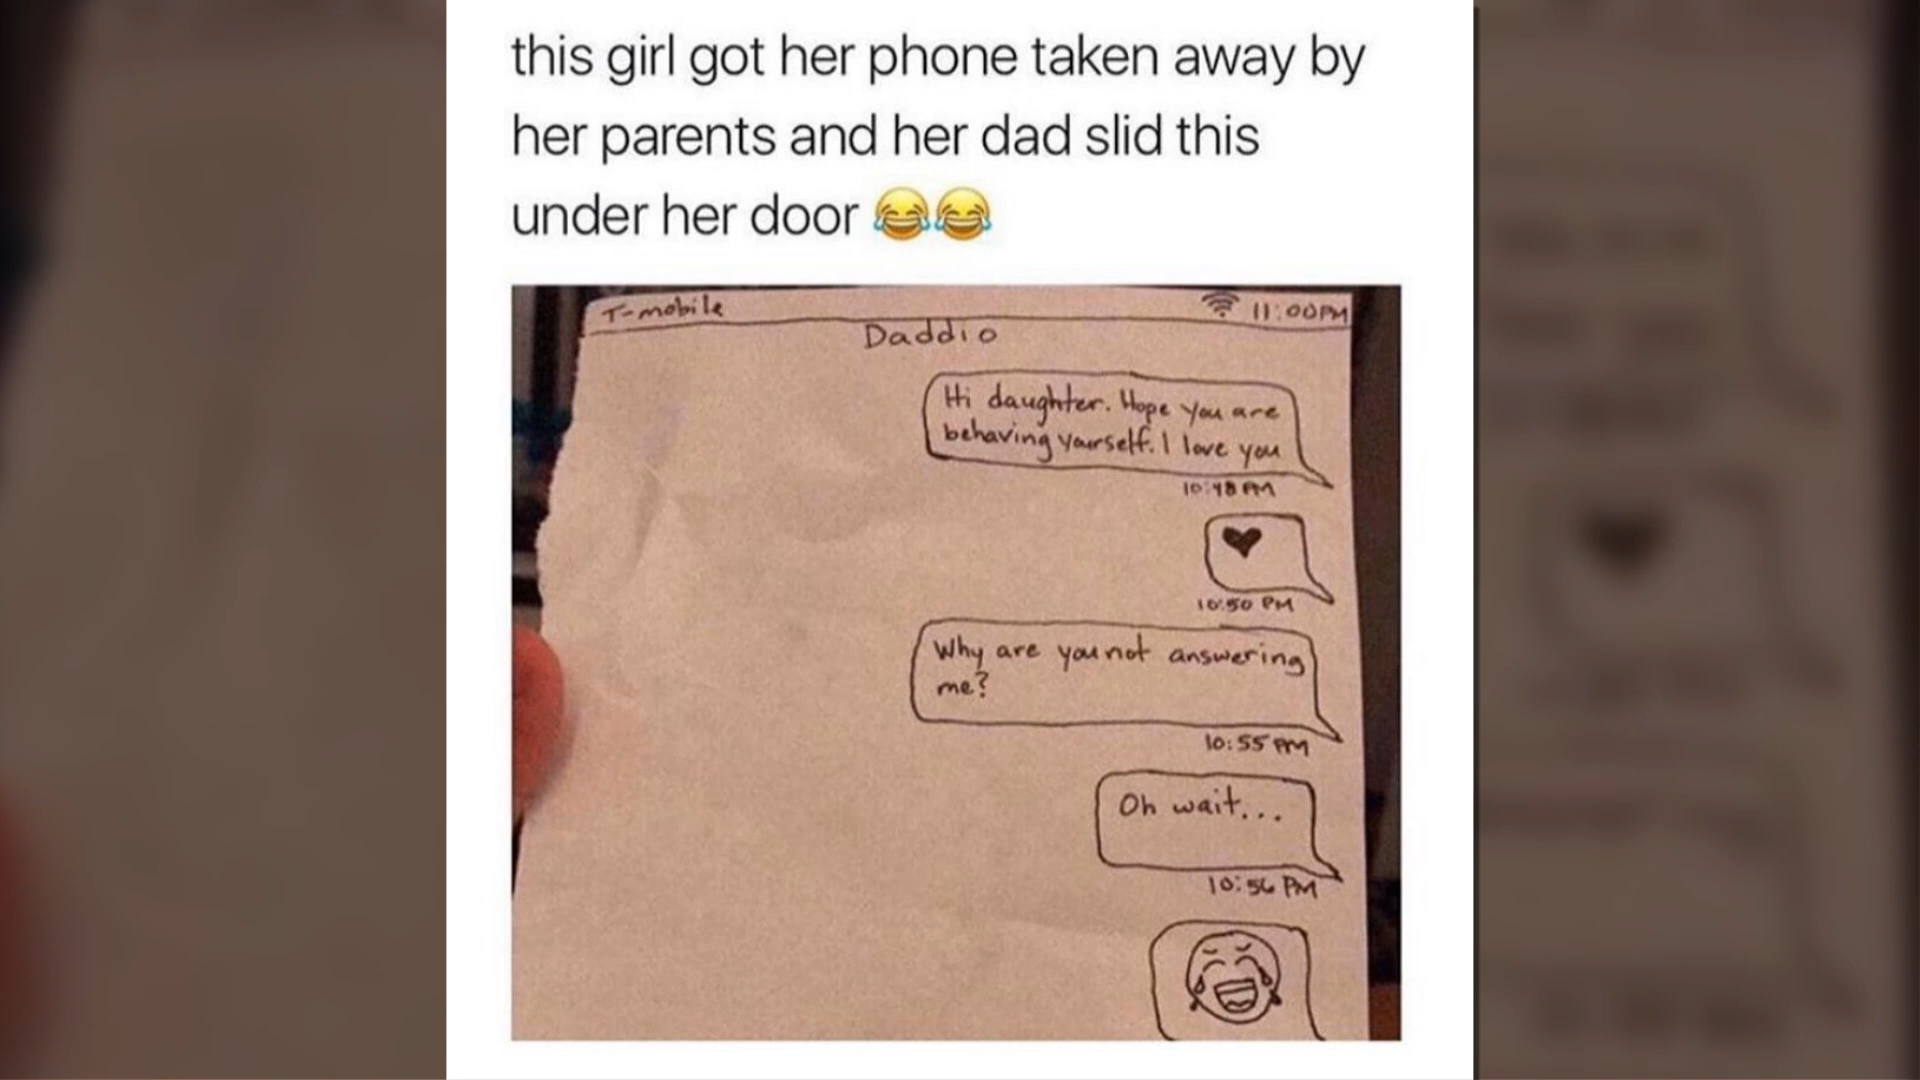 this girl got her phone taken away by
her parents and her dad slid this
under her door 😂😂
T-mobile 11:00PM
Daddio
Hi daughter. Hope you are
behaving yourself. I love you
10:48 PM
♥
10:50 PM
Why are you not answering
me?
10:55 PM
Oh wait...
10:56 PM